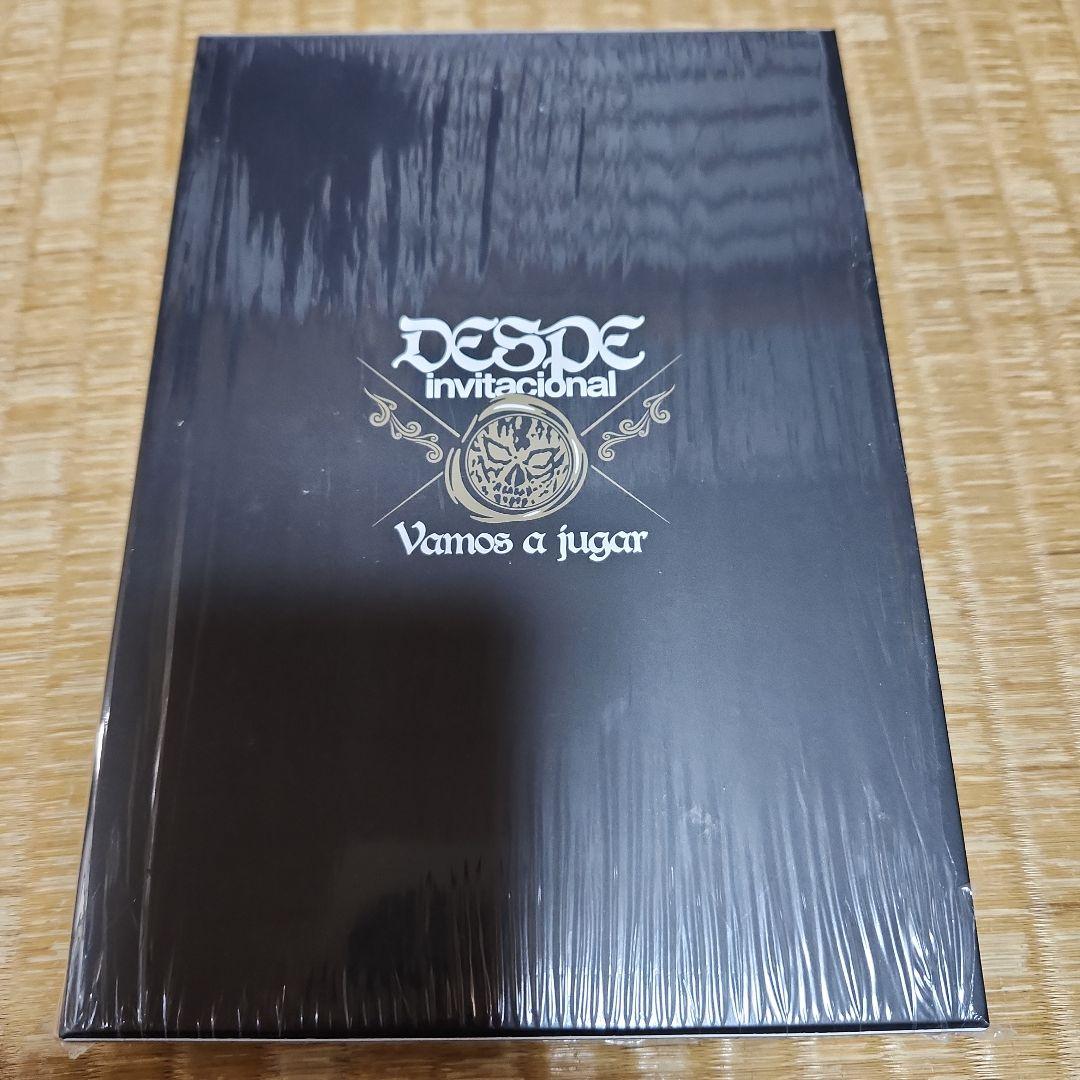 DESPE
invitacional
Vamos a jugar